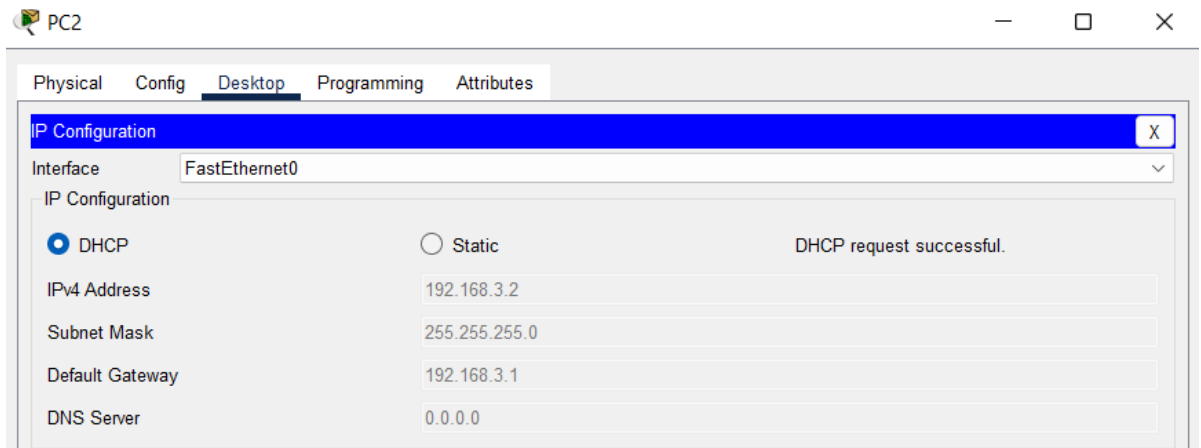 PC2
Physical Config Desktop Programming Attributes
IP Configuration X
Interface FastEthernet0
IP Configuration
DHCP Static DHCP request successful.
IPv4 Address 192.168.3.2
Subnet Mask 255.255.255.0
Default Gateway 192.168.3.1
DNS Server 0.0.0.0